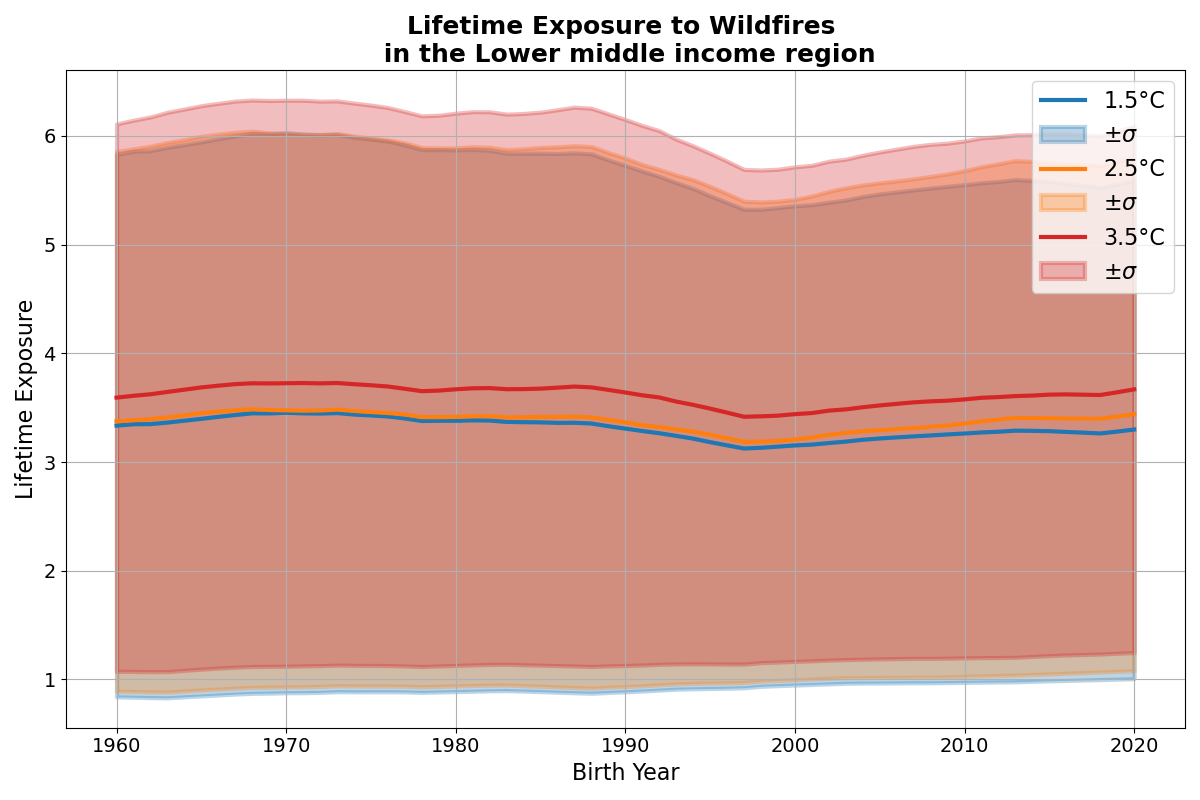 Lifetime Exposure to Wildfires
in the Lower middle income region
1.5°C
±σ
2.5°C
±σ
3.5°C
±σ
Lifetime Exposure
6
5
4
3
2
1
1960 1970 1980 1990 2000 2010 2020
Birth Year